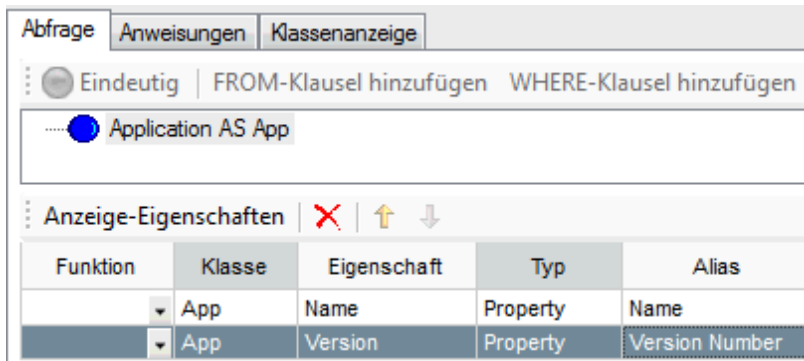 Abfrage Anweisungen Klassenanzeige
Eindeutig FROM-Klausel hinzufügen WHERE-Klausel hinzufügen
Application AS App
Anzeige-Eigenschaften
Funktion Klasse Eigenschaft Typ Alias
App Name Property Name
App Version Property Version Number